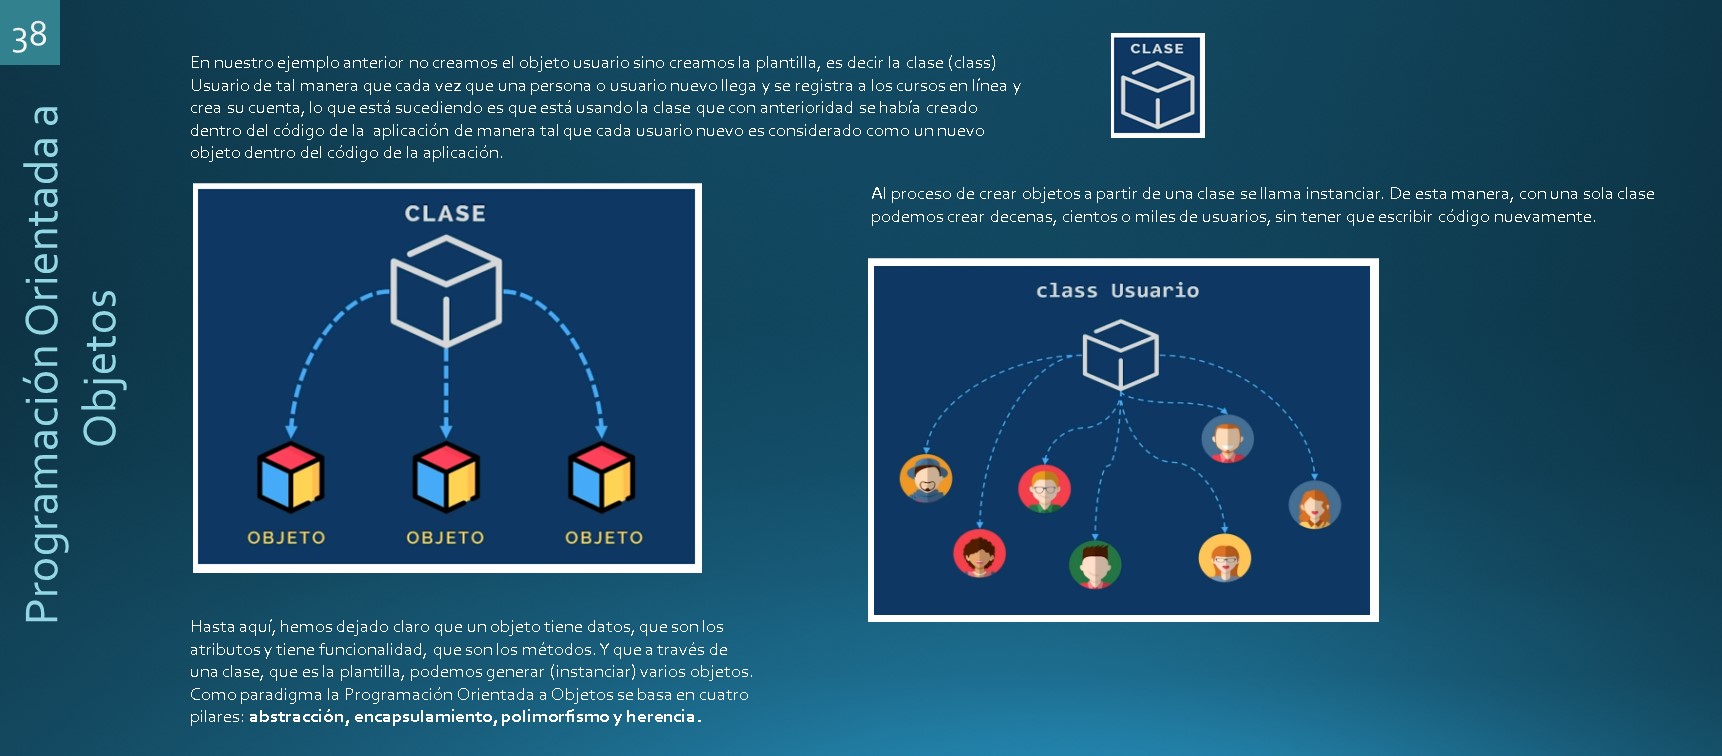 38
Programación Orientada a
Objetos
En nuestro ejemplo anterior no creamos el objeto usuario sino creamos la plantilla, es decir la clase (class)
Usuario de tal manera que cada vez que una persona o usuario nuevo llega y se registra a los cursos en línea y
crea su cuenta, lo que está sucediendo es que está usando la clase que con anterioridad se había creado
dentro del código de la aplicación de manera tal que cada usuario nuevo es considerado como un nuevo
objeto dentro del código de la aplicación.
CLASE
CLASE
OBJETO OBJETO OBJETO
Al proceso de crear objetos a partir de una clase se llama instanciar. De esta manera, con una sola clase
podemos crear decenas, cientos o miles de usuarios, sin tener que escribir código nuevamente.
class Usuario
Hasta aquí, hemos dejado claro que un objeto tiene datos, que son los
atributos y tiene funcionalidad, que son los métodos. Y que a través de
una clase, que es la plantilla, podemos generar (instanciar) varios objetos.
Como paradigma la Programación Orientada a Objetos se basa en cuatro
pilares: abstracción, encapsulamiento, polimorfismo y herencia.